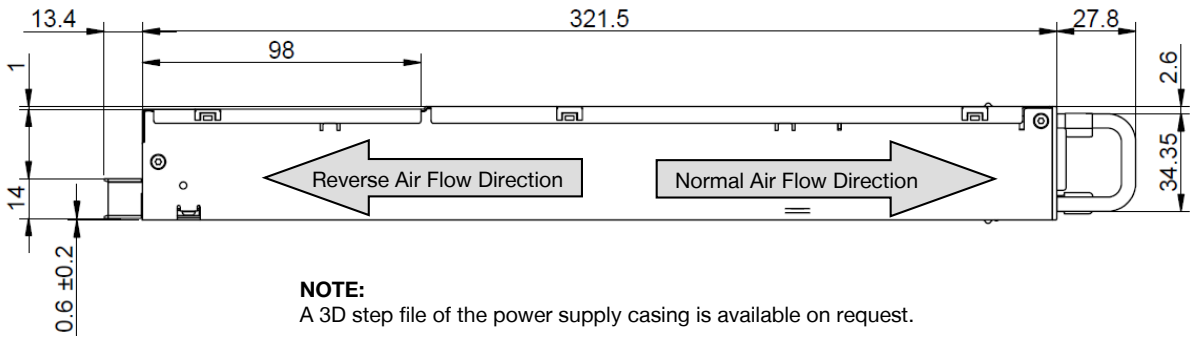 13.4
321.5
27.8
98
1
2.6
Reverse Air Flow Direction
Normal Air Flow Direction
14
34.35
0.6 ±0.2
NOTE:
A 3D step file of the power supply casing is available on request.